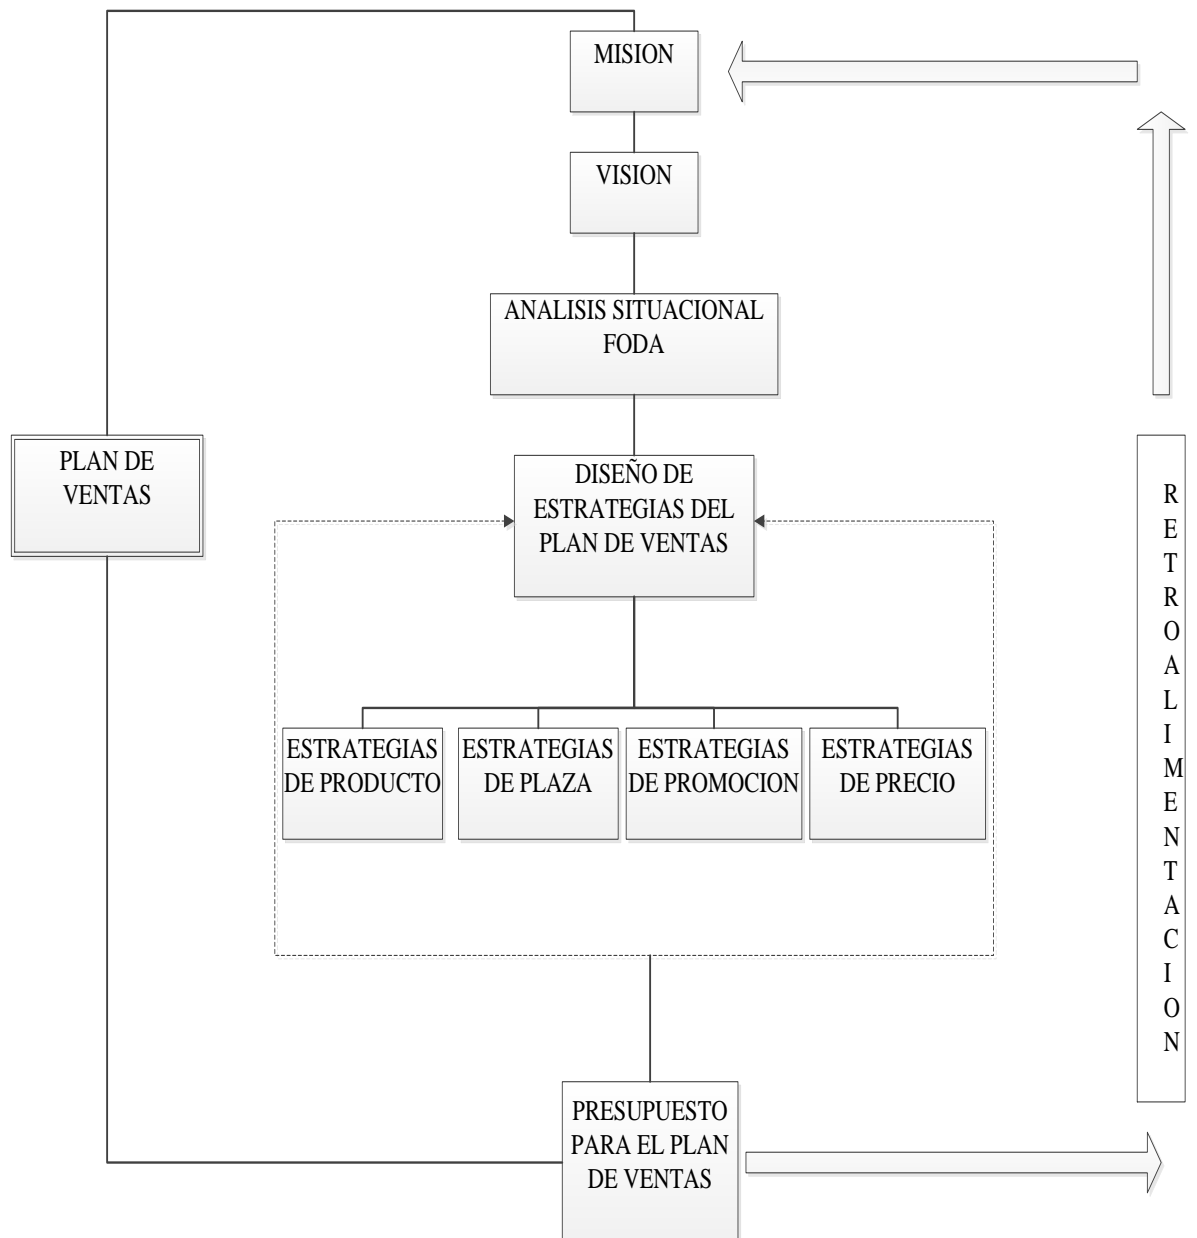 MISION
VISION
ANALISIS SITUACIONAL
FODA
PLAN DE
VENTAS
DISEÑO DE
ESTRATEGIAS DEL
PLAN DE VENTAS
ESTRATEGIAS
DE PRODUCTO
ESTRATEGIAS
DE PLAZA
ESTRATEGIAS
DE PROMOCION
ESTRATEGIAS
DE PRECIO
PRESUPUESTO
PARA EL PLAN
DE VENTAS
R
E
T
R
O
A
L
I
M
E
N
T
A
C
I
O
N